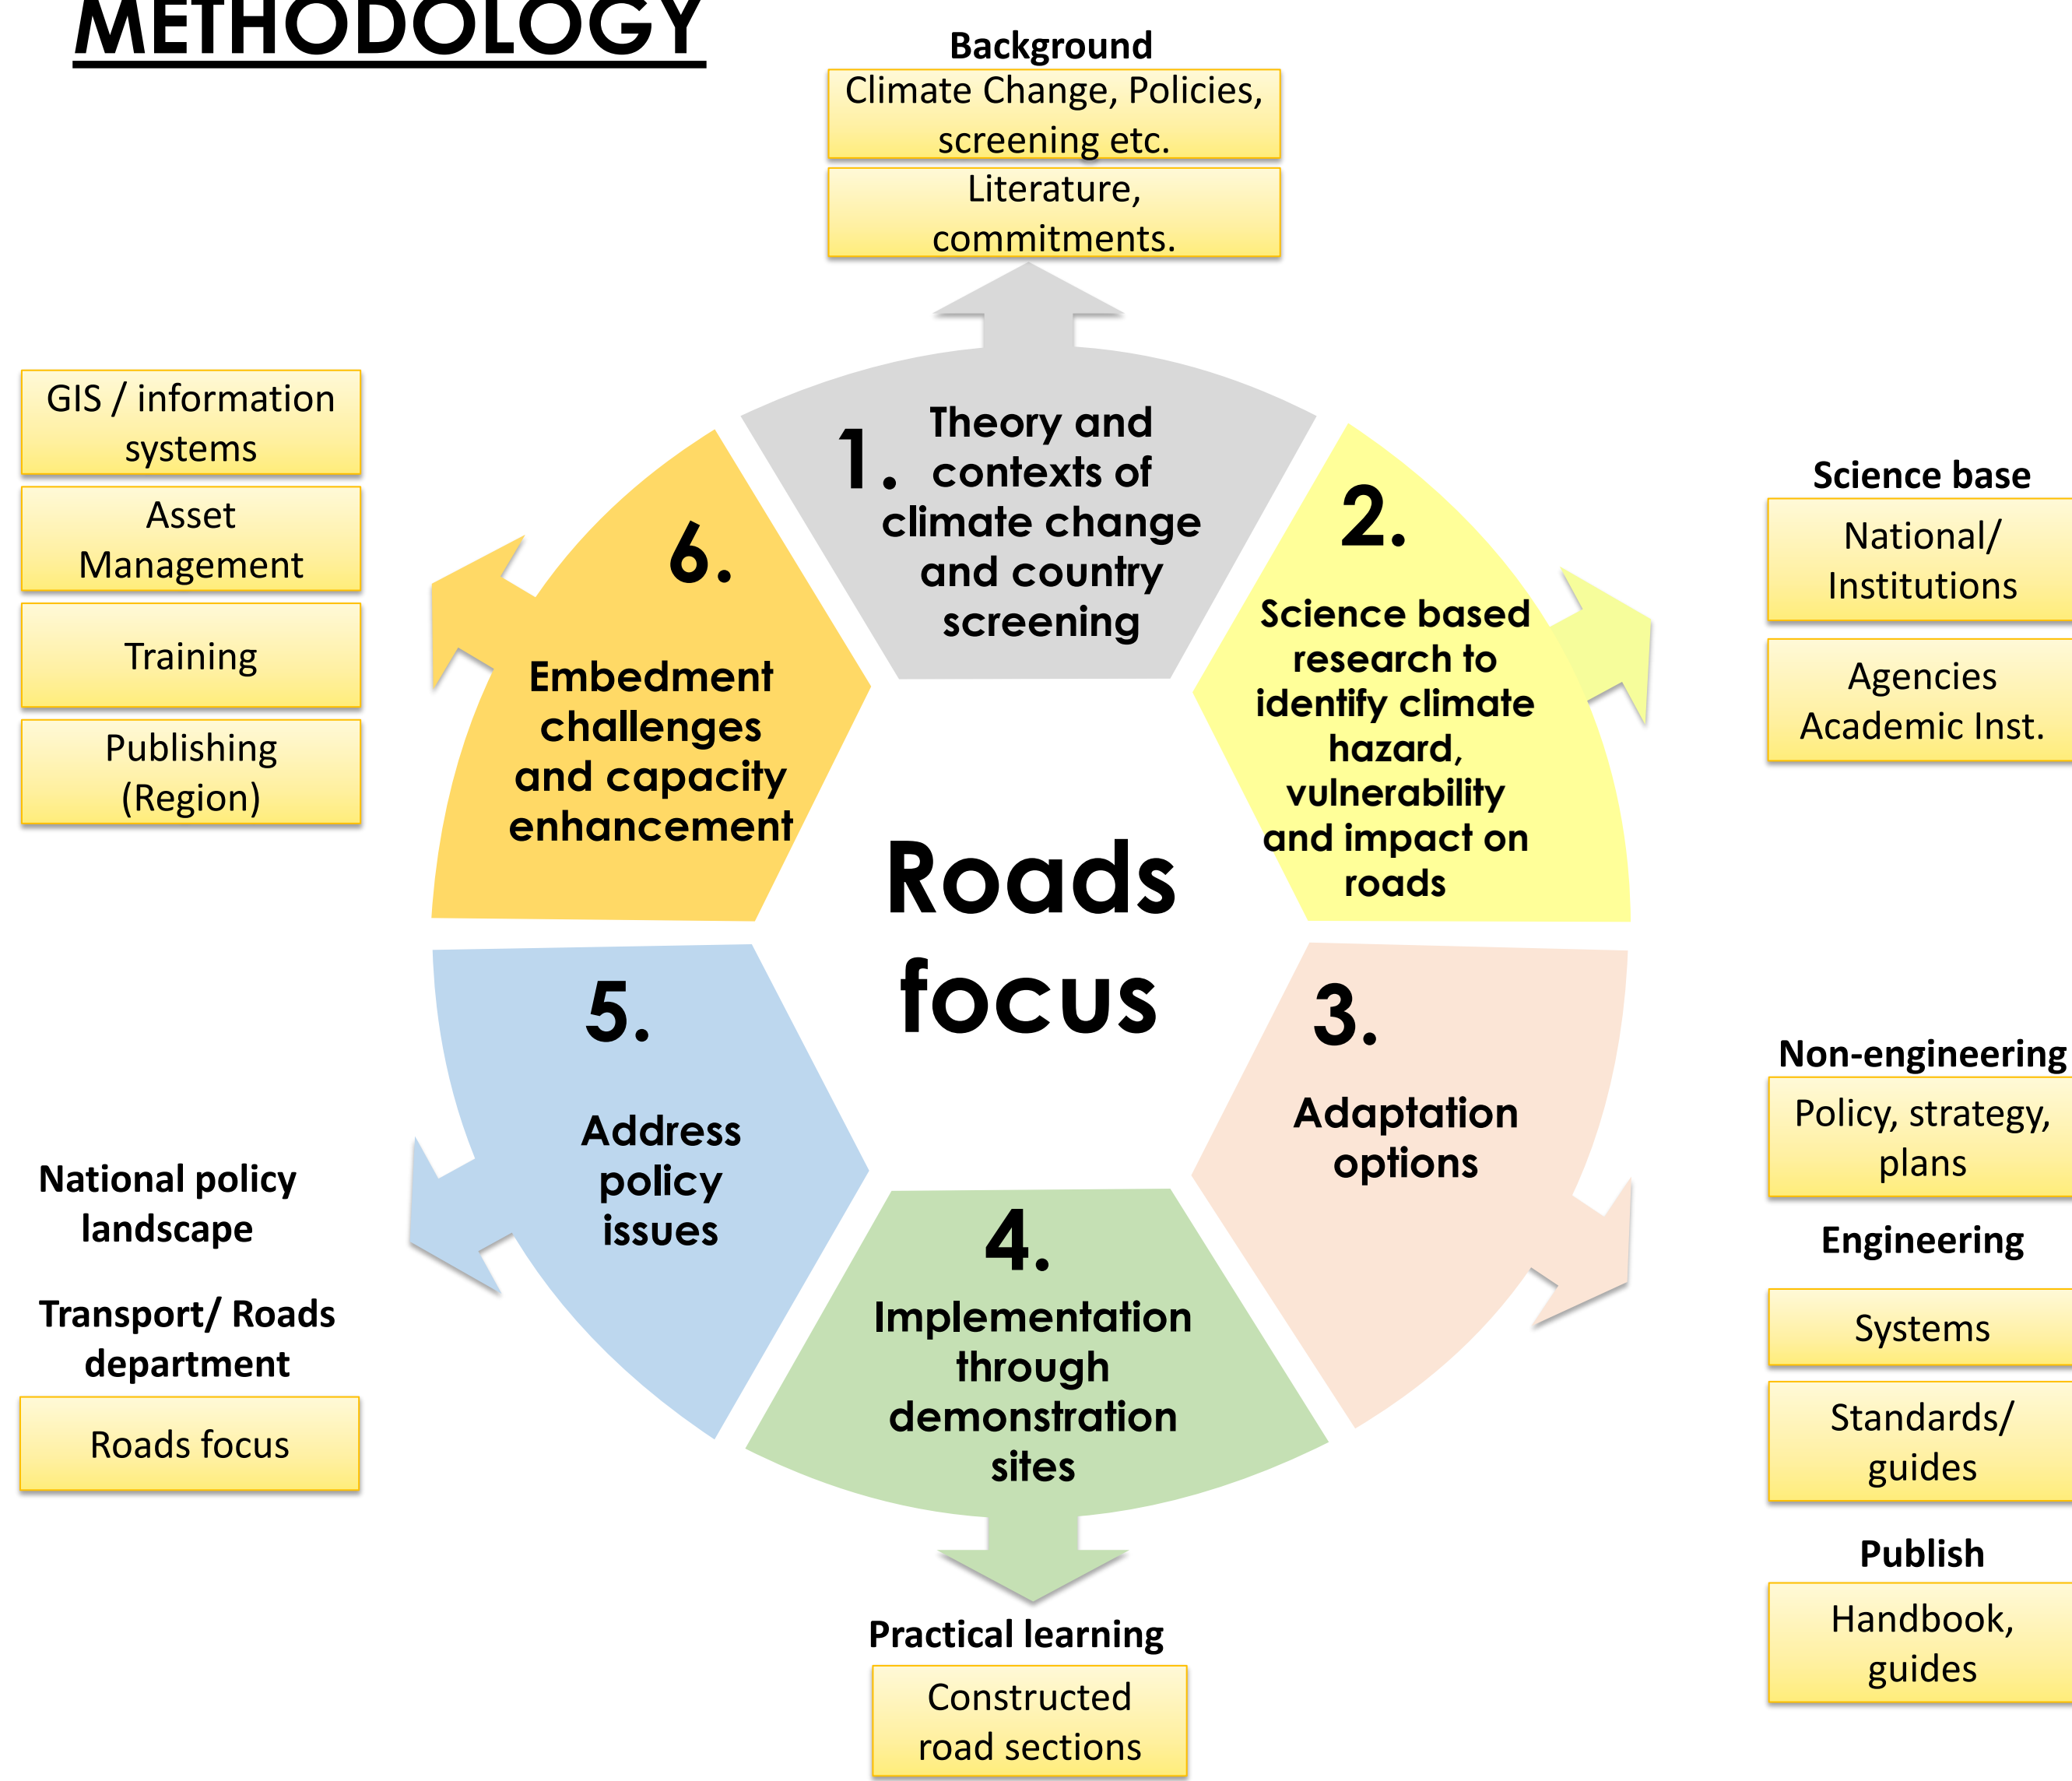 METHODOLOGY
Background
Climate Change, Policies,
screening etc.
Literature,
commitments.
1.
Theory and
contexts of
climate change
and country
screening
2.
Science based
research to
identify climate
hazard,
vulnerability
and impact on
roads
Science base
National/
Institutions
Agencies
Academic Inst.
3.
Adaptation
options
Non-engineering
Policy, strategy,
plans
Engineering
Systems
Standards/
guides
Publish
Handbook,
guides
4.
Implementation
through
demonstration
sites
Practical learning
Constructed
road sections
5.
Address
policy
issues
National policy
landscape
Transport/ Roads
department
Roads focus
6.
Embedment
challenges
and capacity
enhancement
GIS / information
systems
Asset
Management
Training
Publishing
(Region)
Roads
focus